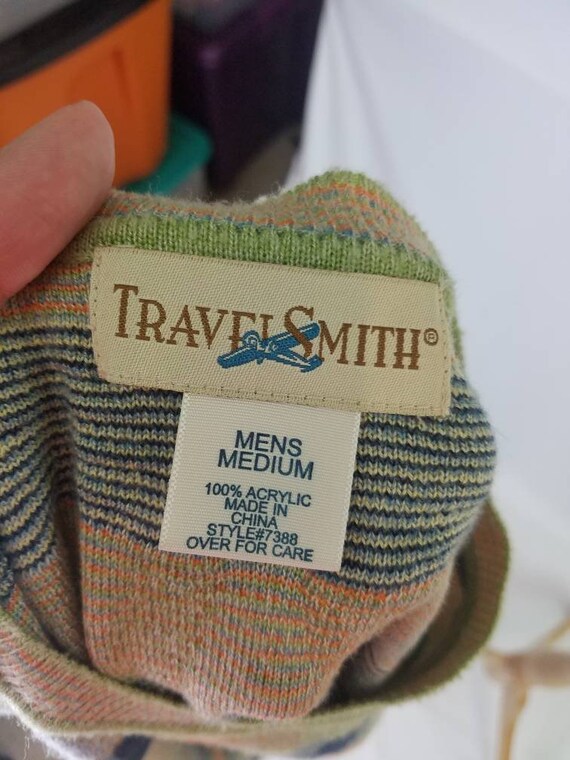 TRAVELSMITH®
MENS
MEDIUM
100% ACRYLIC
MADE IN
CHINA
STYLE#7388
OVER FOR CARE